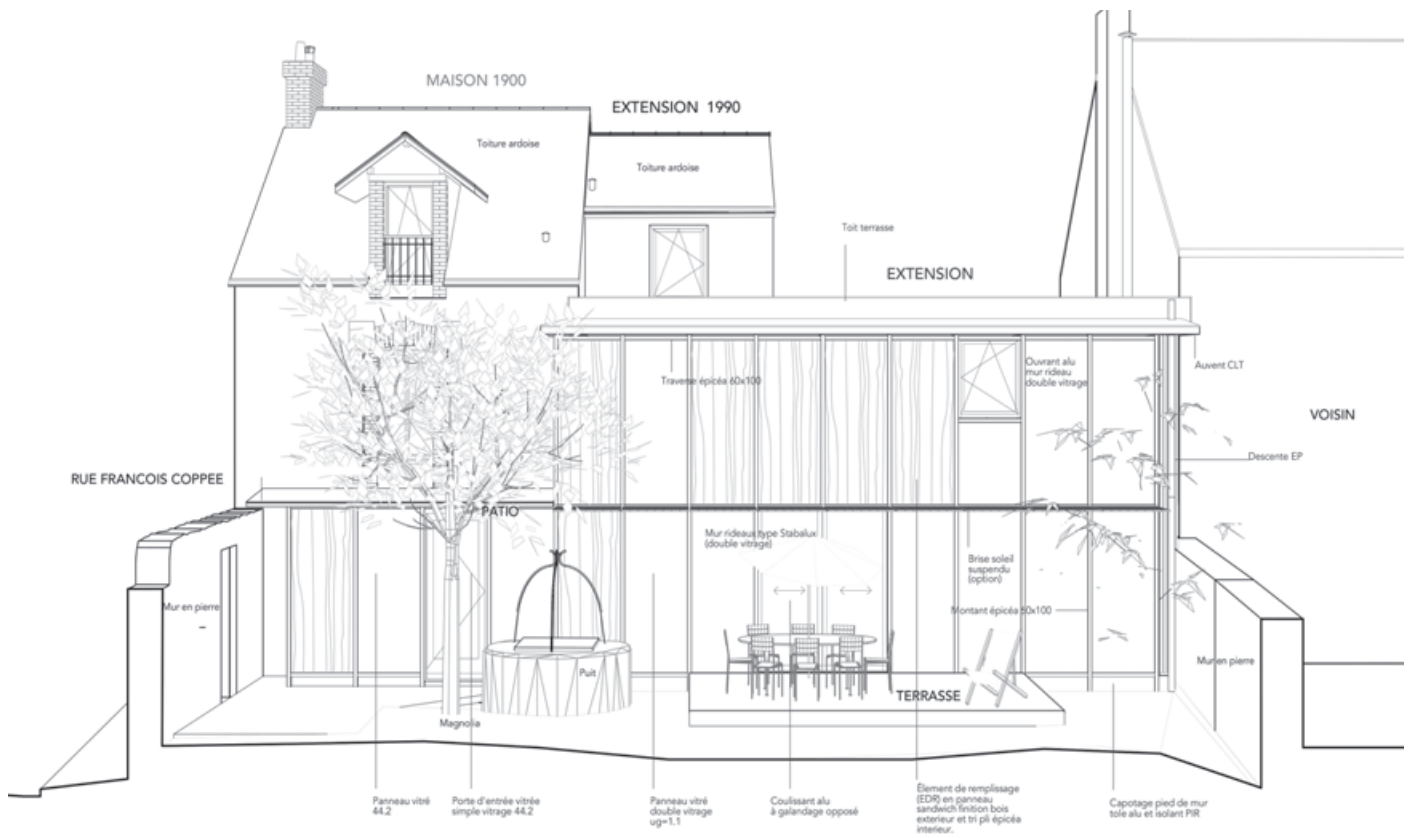 MAISON 1900
EXTENSION 1990
Toiture ardoise
Toiture ardoise
Toit terrasse
EXTENSION
Traverse épicéa 60x100
Ouvrant alu
mur rideau
double vitrage
Auvent CLT
VOISIN
Descente EP
RUE FRANCOIS COPPEE
PATIO
Mur rideaux type Stabalux
(double vitrage)
Brise soleil
suspendu
(option)
Montant épicéa 60x100
Mur en pierre
Puit
Mur en pierre
TERRASSE
Magnolia
Panneau vitré
44.2
Porte d'entrée vitrée
simple vitrage 44.2
Panneau vitré
double vitrage
ug=1.1
Coulissant alu
à galandage opposé
Élement de remplissage
(EDR) en panneau
sandwich finition bois
exterieur et tri pli épicéa
interieur.
Capotage pied de mur
tole alu et isolant PIR